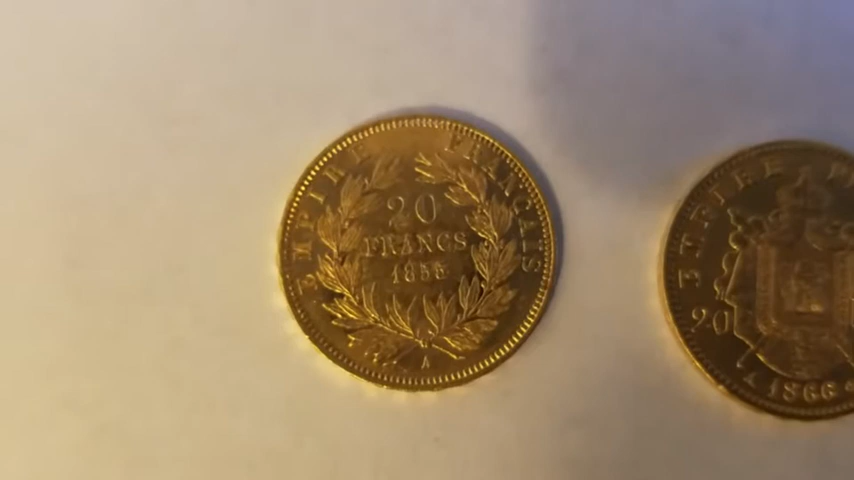 EMPIRE FRANÇAIS
20
FRANCS
1855
A
EMPIRE
20
1866